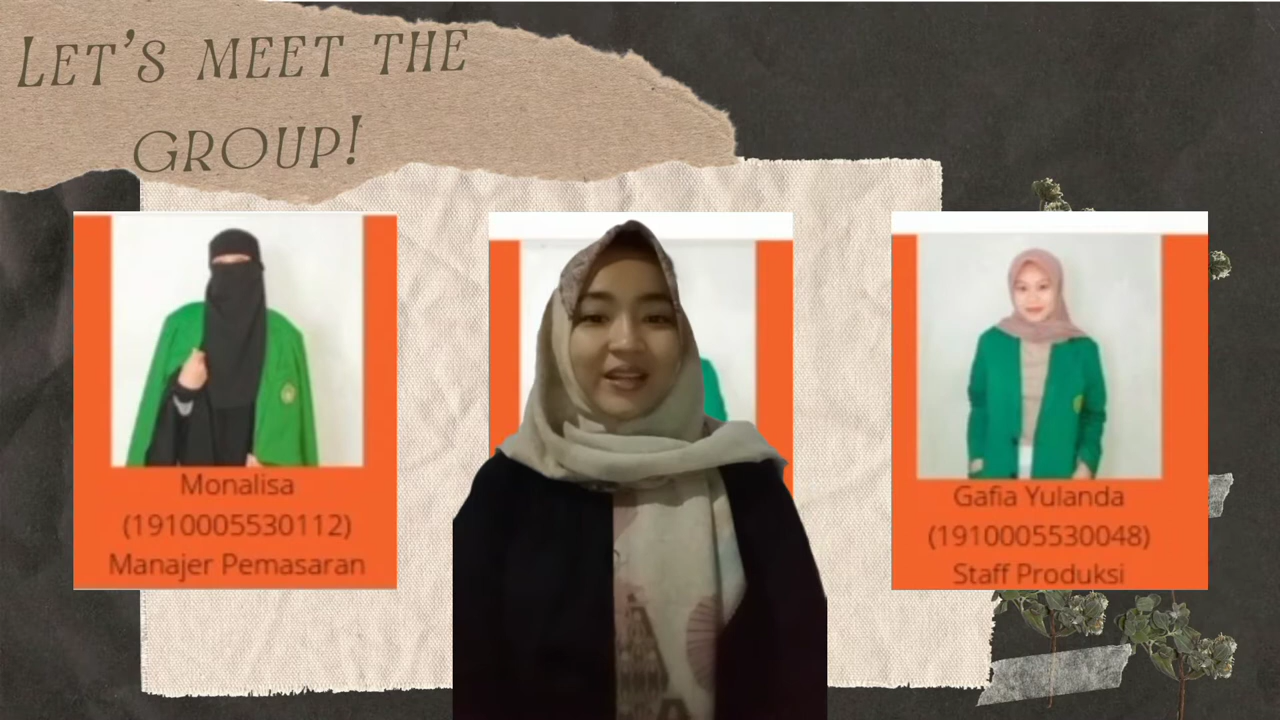 LET'S MEET THE
GROUP!
Monalisa
(1910005530112)
Manajer Pemasaran
Gafia Yulanda
(1910005530048)
Staff Produksi